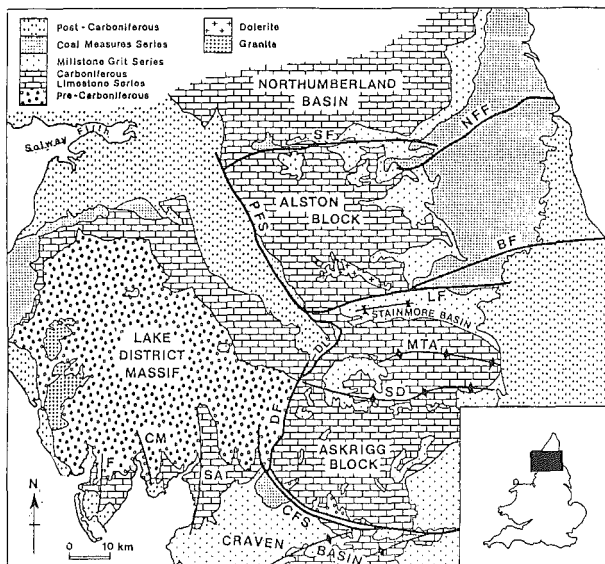 Post-Carboniferous
Coal Measures Series
Millstone Grit Series
Carboniferous
Limestone Series
Pre-Carboniferous
Dolerite
Granite
NORTHUMBERLAND
BASIN
Solway Firth
SF
NFF
PFS
ALSTON
BLOCK
BF
LF
STAINMORE BASIN
DL
MTA
LAKE
DISTRICT
MASSIF
SD
DF
ASKRIGG
BLOCK
CM
F
SA
CFS
N
0 10 km
CRAVEN
BASIN